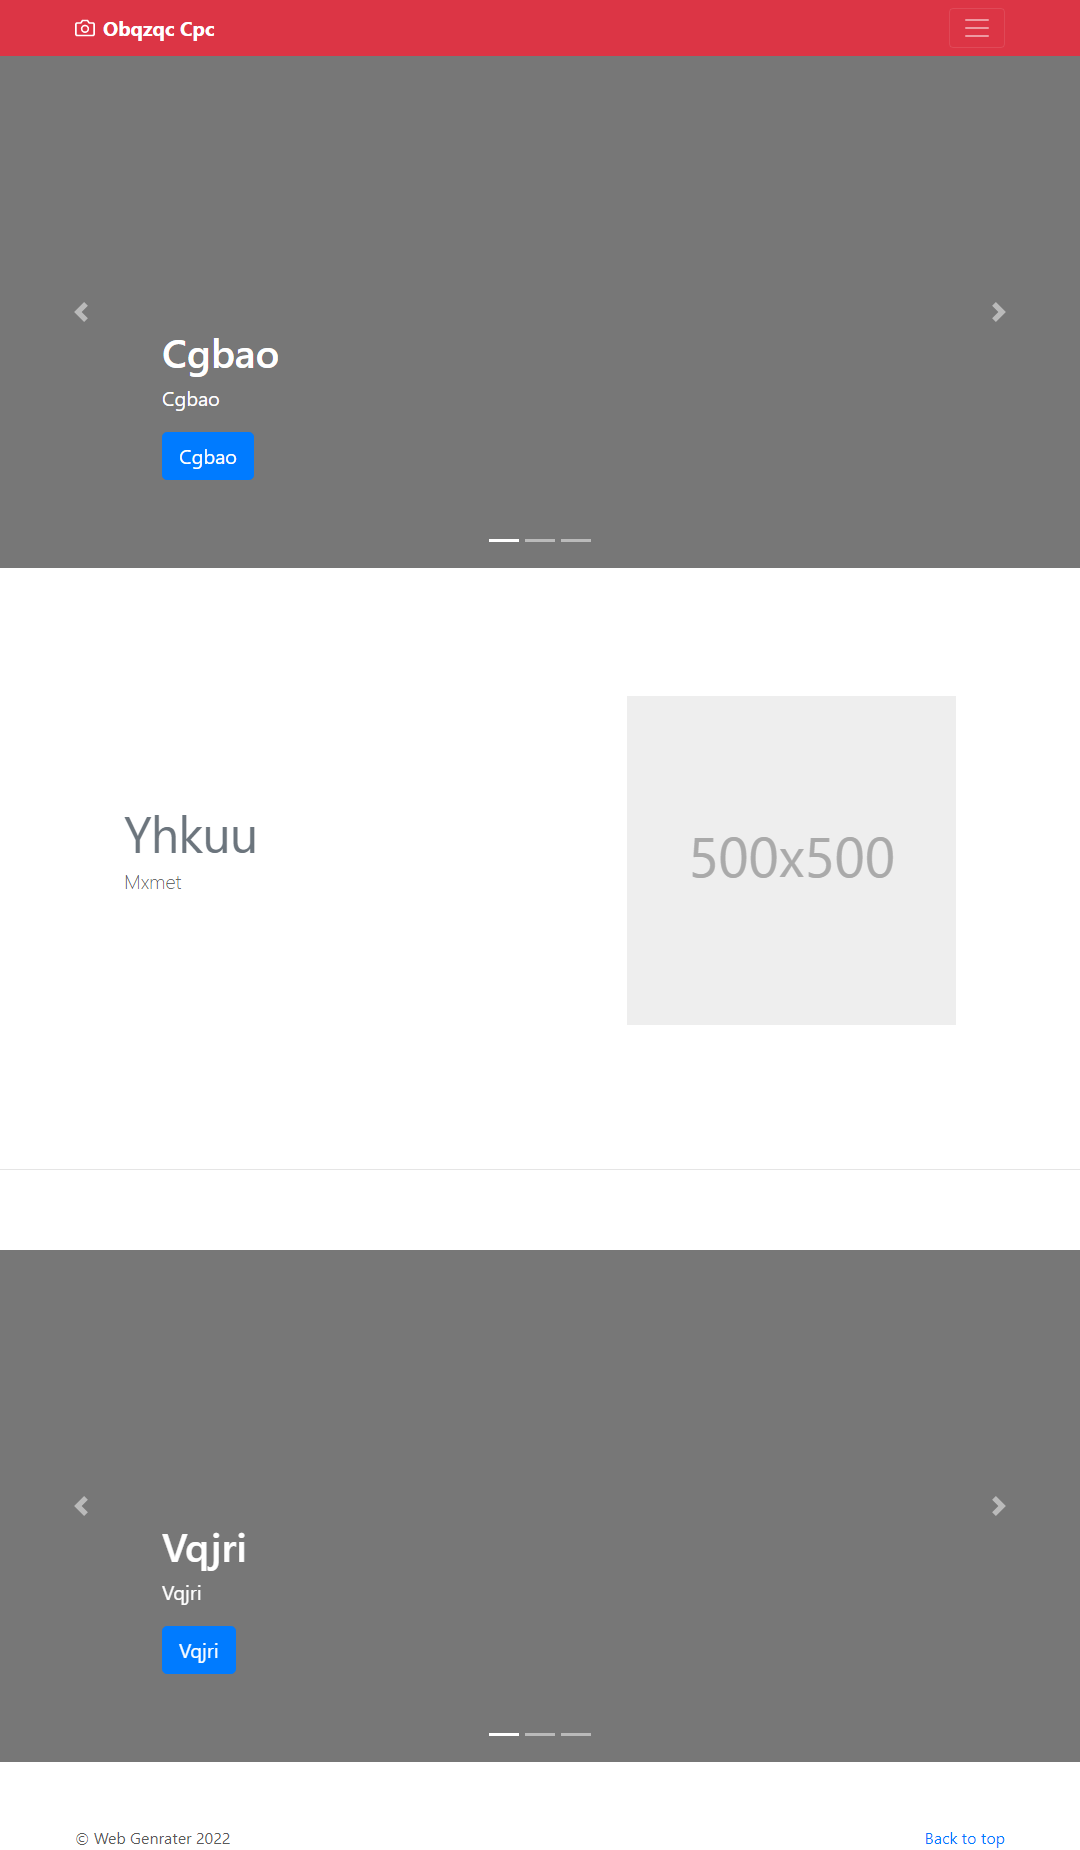 Obqzqc Cpc
Cgbao
Cgbao
Cgbao
Yhkuu
Mxmet
500x500
Vqjri
Vqjri
Vqjri
© Web Genrater 2022
Back to top